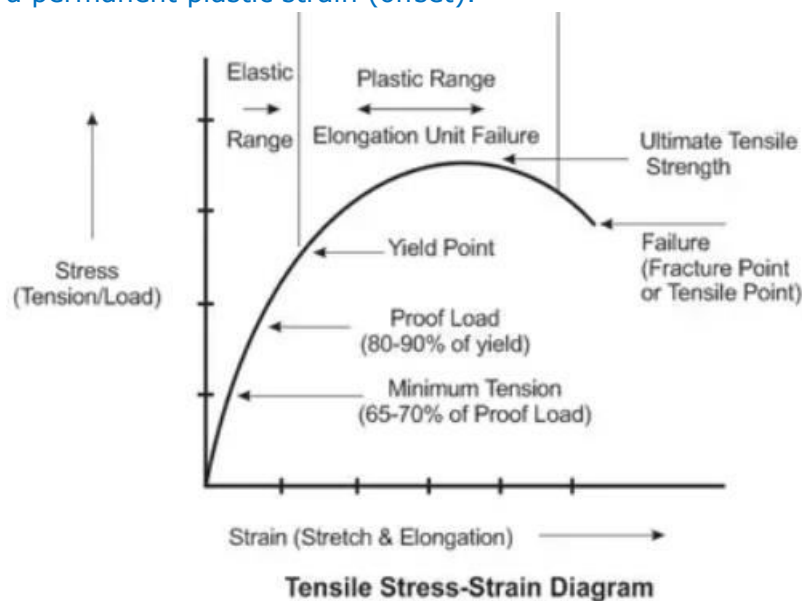 a permanent plastic strain (offset).
Elastic
Range
Plastic Range
Elongation Unit Failure
Ultimate Tensile
Strength
Yield Point
Failure
(Fracture Point
or Tensile Point)
Stress
(Tension/Load)
Proof Load
(80-90% of yield)
Minimum Tension
(65-70% of Proof Load)
Strain (Stretch & Elongation)
Tensile Stress-Strain Diagram